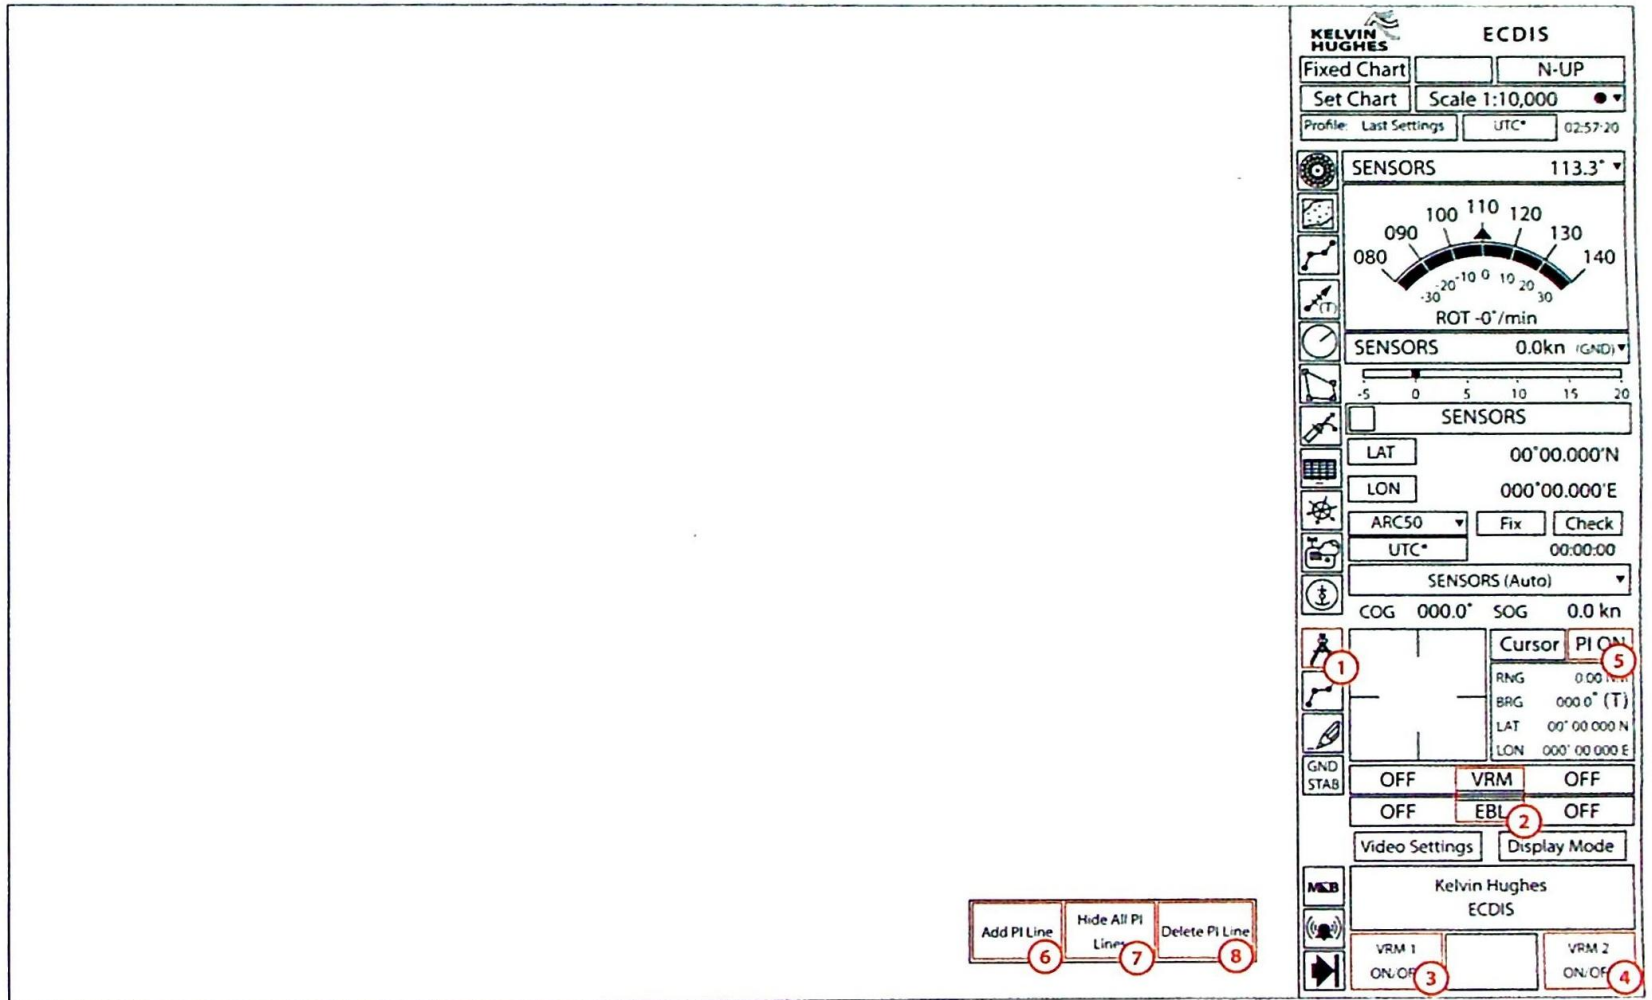 KELVIN HUGHES ECDIS
Fixed Chart N-UP
Set Chart Scale 1:10,000
Profile: Last Settings UTC* 02:57:20
SENSORS 113.3°
080 090 100 110 120 130 140
-30 -20 -10 0 10 20 30
ROT -0°/min
(T)
SENSORS 0.0kn (GND)
-5 0 5 10 15 20
SENSORS
LAT 00°00.000'N
LON 000°00.000'E
ARC50 Fix Check
UTC* 00:00:00
SENSORS (Auto)
COG 000.0° SOG 0.0 kn
1
Cursor PI ON 5
RNG 0.00
BRG 000.0° (T)
LAT 00° 00.000 N
LON 000° 00.000 E
GND STAB
OFF VRM OFF
OFF EBL 2 OFF
Video Settings Display Mode
Kelvin Hughes
ECDIS
Add PI Line 6
Hide All PI Lines 7
Delete PI Line 8
VRM 1 ON/OFF 3
VRM 2 ON/OFF 4